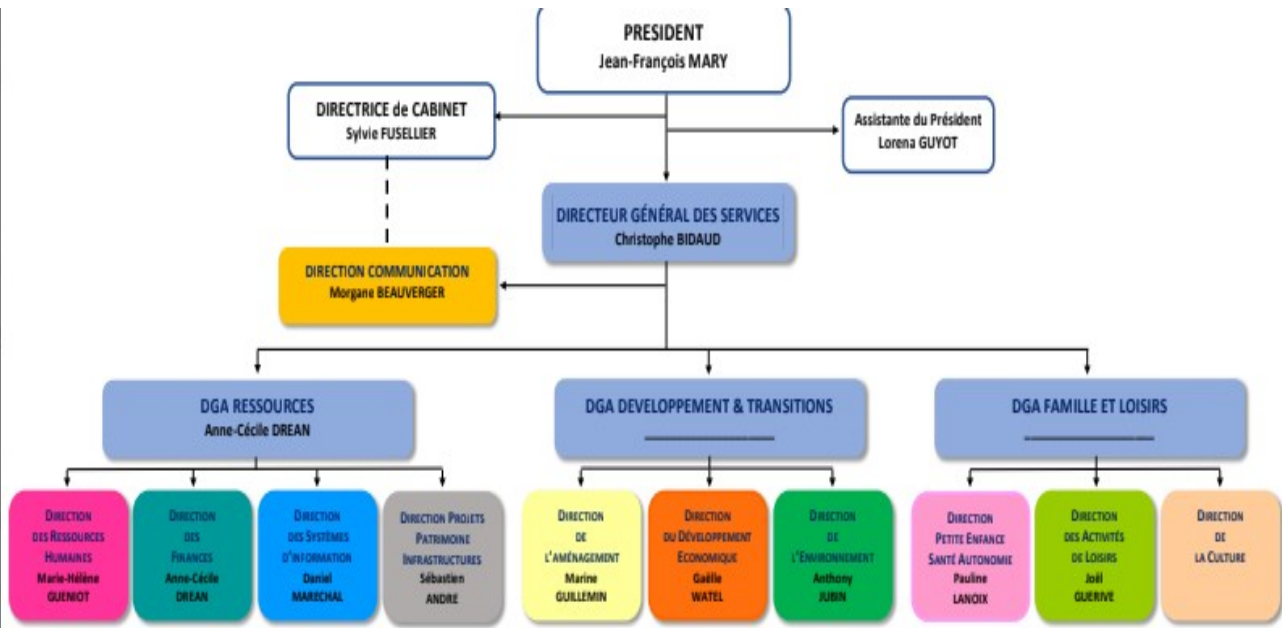 PRESIDENT
Jean-François MARY
DIRECTRICE de CABINET
Sylvie FUSELLIER
Assistante du Président
Lorena GUYOT
DIRECTEUR GÉNÉRAL DES SERVICES
Christophe BIDAUD
DIRECTION COMMUNICATION
Morgane BEAUVERGER
DGA RESSOURCES
Anne-Cécile DREAN
DGA DEVELOPPEMENT & TRANSITIONS
DGA FAMILLE ET LOISIRS
DIRECTION
DES RESSOURCES
HUMAINES
Marie-Hélène
GUENIOT
DIRECTION
DES
FINANCES
Anne-Cécile
DREAN
DIRECTION
DES SYSTÈMES
D'INFORMATION
Daniel
MARECHAL
DIRECTION PROJETS
PATRIMOINE
INFRASTRUCTURES
Sébastien
ANDRE
DIRECTION
DE
L'AMÉNAGEMENT
Marine
GUILLEMIN
DIRECTION
DU DÉVELOPPEMENT
ECONOMIQUE
Gaëlle
WATEL
DIRECTION
DE
L'ENVIRONNEMENT
Anthony
JUBIN
DIRECTION
PETITE ENFANCE
SANTÉ AUTONOMIE
Pauline
LANOIX
DIRECTION
DES ACTIVITÉS
DE LOISIRS
Joël
GUERIVE
DIRECTION
DE
LA CULTURE